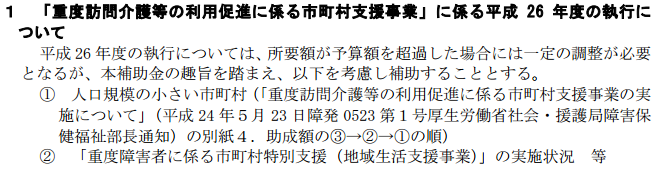 1 「重度訪問介護等の利用促進に係る市町村支援事業」に係る平成 26 年度の執行に
ついて
平成 26 年度の執行については、所要額が予算額を超過した場合には一定の調整が必要
となるが、本補助金の趣旨を踏まえ、以下を考慮し補助することとする。
① 人口規模の小さい市町村(「重度訪問介護等の利用促進に係る市町村支援事業の実
施について」(平成 24 年5月 23 日障発 0523 第1号厚生労働省社会・援護局障害保
健福祉部長通知)の別紙4.助成額の③→②→①の順)
② 「重度障害者に係る市町村特別支援(地域生活支援事業)」の実施状況 等